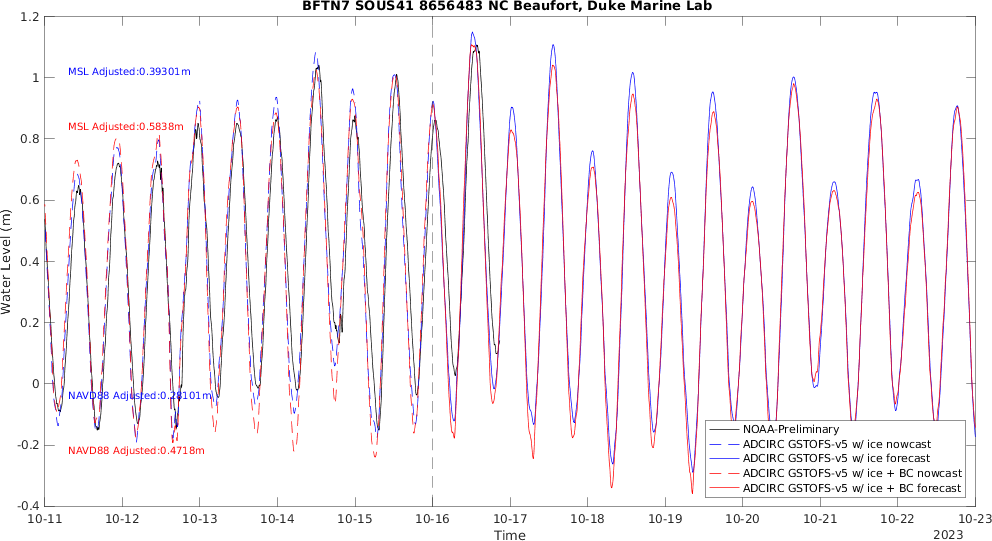 BFTN7 SOUS41 8656483 NC Beaufort, Duke Marine Lab
1.2
1
0.8
0.6
0.4
0.2
0
-0.2
-0.4
Water Level (m)
MSL Adjusted:0.39301m
MSL Adjusted:0.5838m
NAVD88 Adjusted:0.28101m
NAVD88 Adjusted:0.4718m
NOAA-Preliminary
ADCIRC GSTOFS-v5 w/ ice nowcast
ADCIRC GSTOFS-v5 w/ ice forecast
ADCIRC GSTOFS-v5 w/ ice + BC nowcast
ADCIRC GSTOFS-v5 w/ ice + BC forecast
10-11 10-12 10-13 10-14 10-15 10-16 10-17 10-18 10-19 10-20 10-21 10-22 10-23
Time
2023